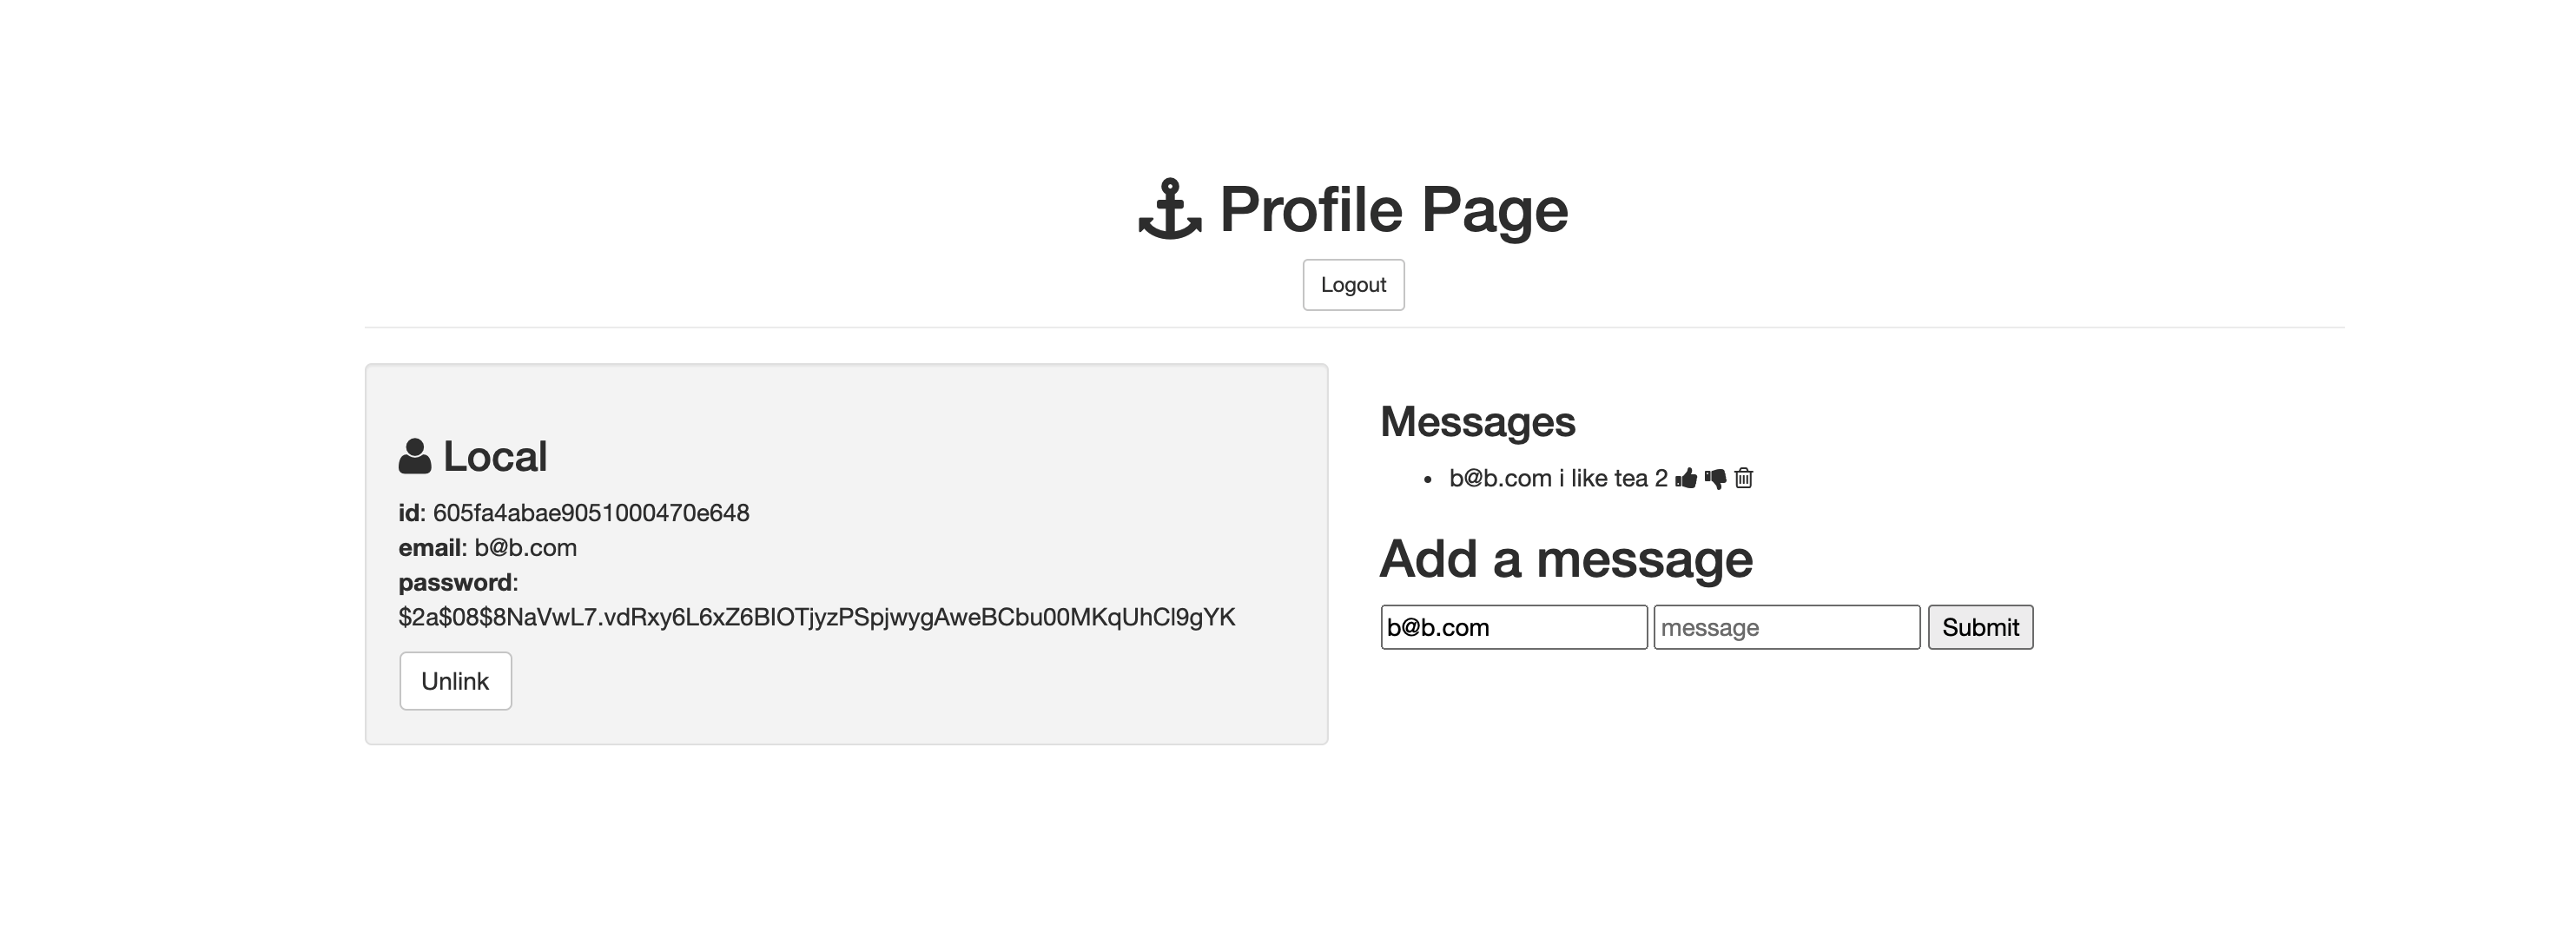 Profile Page
Logout
Local
id: 605fa4abae9051000470e648
email: b@b.com
password:
$2a$08$8NaVwL7.vdRxy6L6xZ6BIOTjyzPSpjwygAweBCbu00MKqUhCl9gYK
Unlink
Messages
• b@b.com i like tea 2
Add a message
b@b.com message Submit